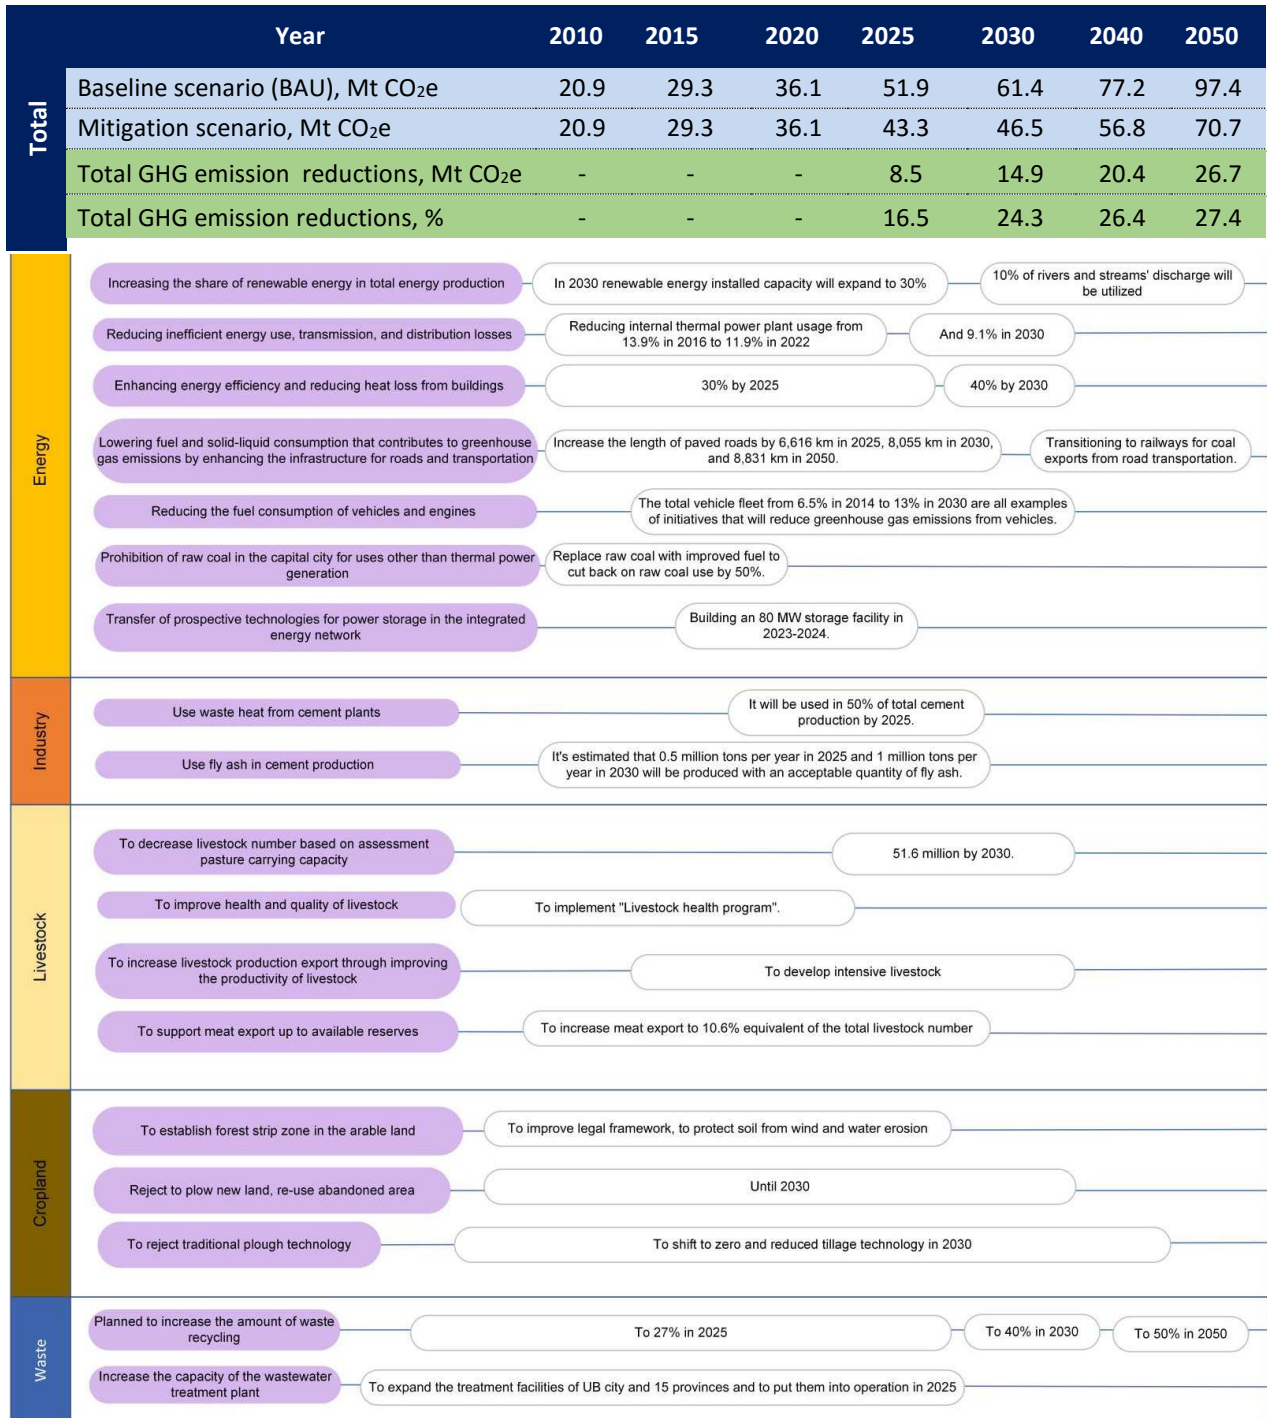 Total
Year 2010 2015 2020 2025 2030 2040 2050
Baseline scenario (BAU), Mt CO₂e 20.9 29.3 36.1 51.9 61.4 77.2 97.4
Mitigation scenario, Mt CO₂e 20.9 29.3 36.1 43.3 46.5 56.8 70.7
Total GHG emission reductions, Mt CO₂e - - - 8.5 14.9 20.4 26.7
Total GHG emission reductions, % - - - 16.5 24.3 26.4 27.4
Energy
Increasing the share of renewable energy in total energy production
In 2030 renewable energy installed capacity will expand to 30%
10% of rivers and streams' discharge will
be utilized
Reducing inefficient energy use, transmission, and distribution losses
Reducing internal thermal power plant usage from
13.9% in 2016 to 11.9% in 2022
And 9.1% in 2030
Enhancing energy efficiency and reducing heat loss from buildings
30% by 2025
40% by 2030
Lowering fuel and solid-liquid consumption that contributes to greenhouse
gas emissions by enhancing the infrastructure for roads and transportation
Increase the length of paved roads by 6,616 km in 2025, 8,055 km in 2030,
and 8,831 km in 2050.
Transitioning to railways for coal
exports from road transportation.
Reducing the fuel consumption of vehicles and engines
The total vehicle fleet from 6.5% in 2014 to 13% in 2030 are all examples
of initiatives that will reduce greenhouse gas emissions from vehicles.
Prohibition of raw coal in the capital city for uses other than thermal power
generation
Replace raw coal with improved fuel to
cut back on raw coal use by 50%.
Transfer of prospective technologies for power storage in the integrated
energy network
Building an 80 MW storage facility in
2023-2024.
Industry
Use waste heat from cement plants
It will be used in 50% of total cement
production by 2025.
Use fly ash in cement production
It's estimated that 0.5 million tons per year in 2025 and 1 million tons per
year in 2030 will be produced with an acceptable quantity of fly ash.
Livestock
To decrease livestock number based on assessment
pasture carrying capacity
51.6 million by 2030.
To improve health and quality of livestock
To implement "Livestock health program".
To increase livestock production export through improving
the productivity of livestock
To develop intensive livestock
To support meat export up to available reserves
To increase meat export to 10.6% equivalent of the total livestock number
Cropland
To establish forest strip zone in the arable land
To improve legal framework, to protect soil from wind and water erosion
Reject to plow new land, re-use abandoned area
Until 2030
To reject traditional plough technology
To shift to zero and reduced tillage technology in 2030
Waste
Planned to increase the amount of waste
recycling
To 27% in 2025
To 40% in 2030
To 50% in 2050
Increase the capacity of the wastewater
treatment plant
To expand the treatment facilities of UB city and 15 provinces and to put them into operation in 2025